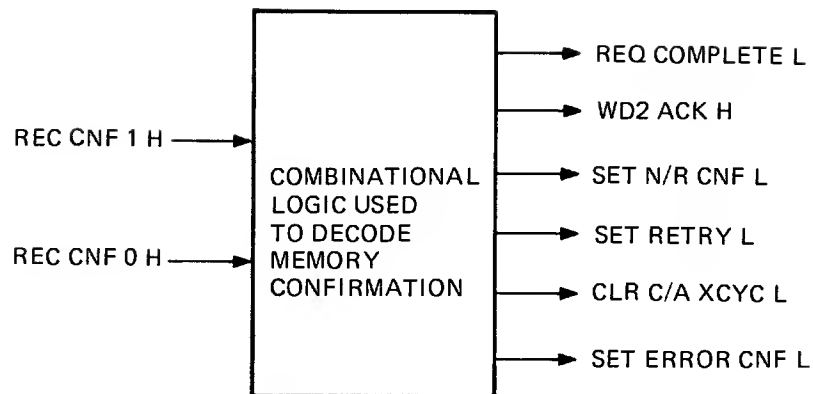 REQ COMPLETE L
WD2 ACK H
REC CNF 1 H
COMBINATIONAL
SET N/R CNF L
LOGIC USED
TO DECODE
SET RETRY L
REC CNF 0 H
MEMORY
CONFIRMATION
CLR C/A XCYC L
SET ERROR CNF L